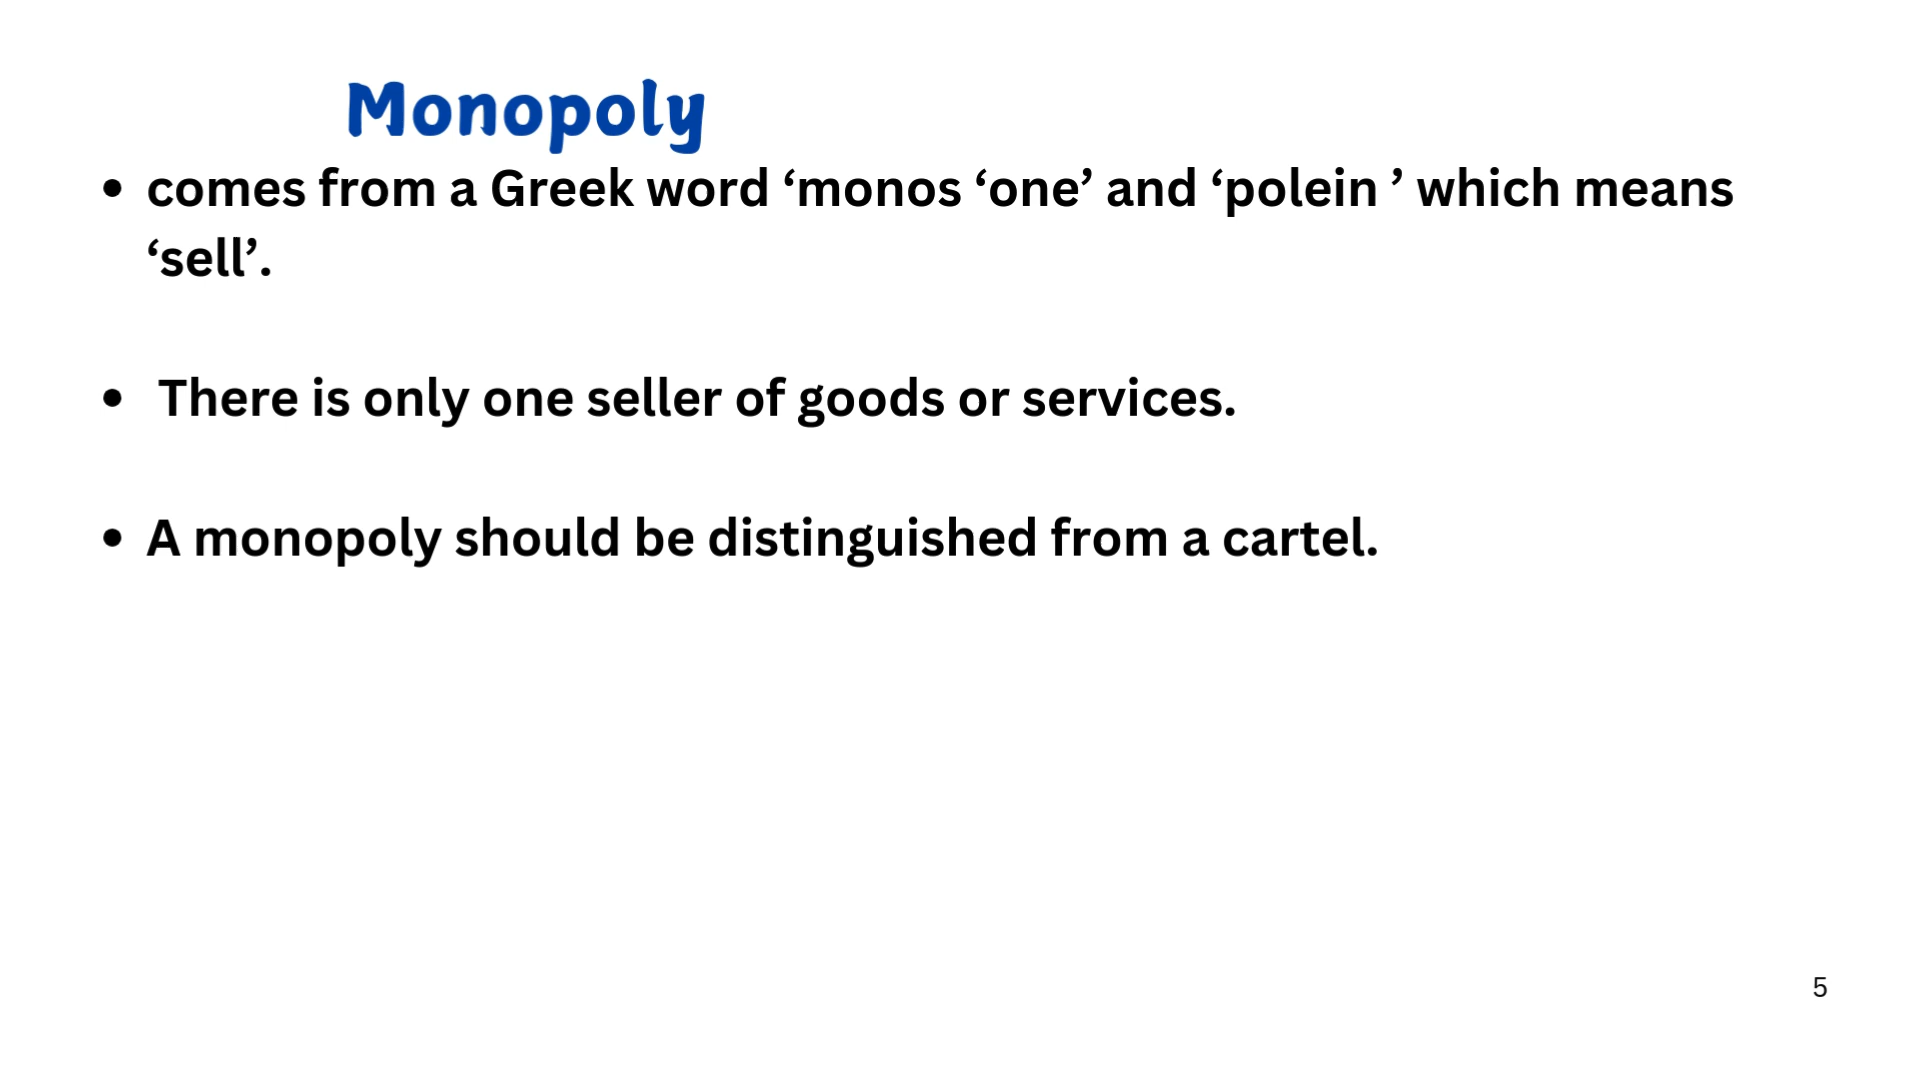 Monopoly
• comes from a Greek word ‘monos ‘one’ and ‘polein ’ which means
‘sell’.
• There is only one seller of goods or services.
• A monopoly should be distinguished from a cartel.
5